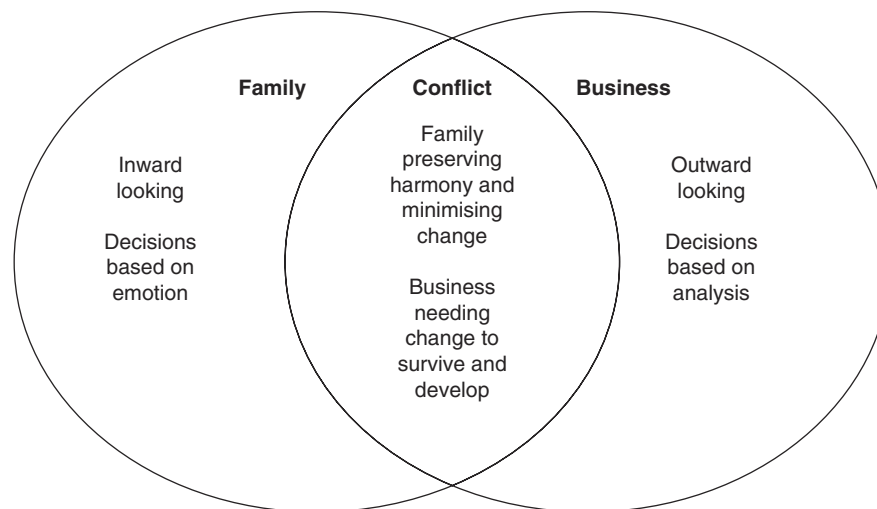 Family
Inward
looking
Decisions
based on
emotion
Conflict
Family
preserving
harmony and
minimising
change
Business
needing
change to
survive and
develop
Business
Outward
looking
Decisions
based on
analysis